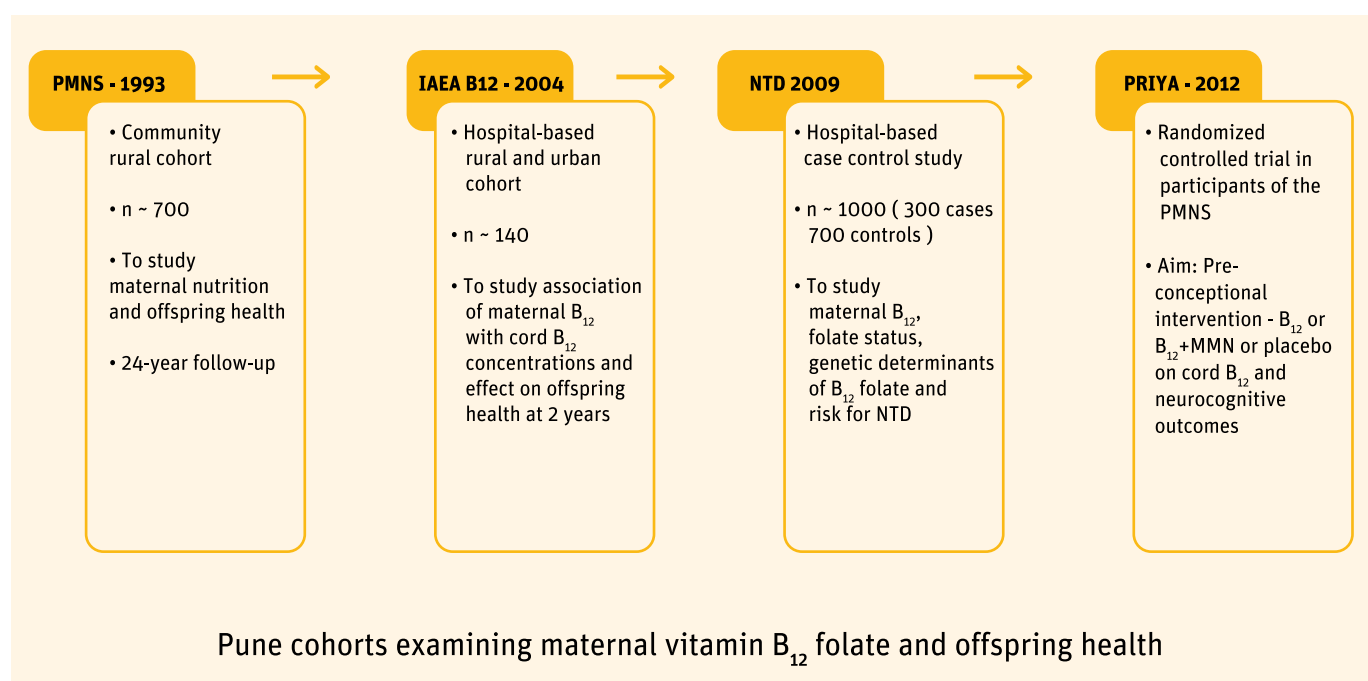 PMNS - 1993
• Community
rural cohort
• n ~ 700
• To study
maternal nutrition
and offspring health
• 24-year follow-up
IAEA B12 - 2004
• Hospital-based
rural and urban
cohort
• n ~ 140
• To study association
of maternal B₁₂
with cord B₁₂
concentrations and
effect on offspring
health at 2 years
NTD 2009
• Hospital-based
case control study
• n ~ 1000 ( 300 cases
700 controls )
• To study
maternal B₁₂,
folate status,
genetic determinants
of B₁₂ folate and
risk for NTD
PRIYA - 2012
• Randomized
controlled trial in
participants of the
PMNS
• Aim: Pre-
conceptional
intervention - B₁₂ or
B₁₂+MMN or placebo
on cord B₁₂ and
neurocognitive
outcomes
Pune cohorts examining maternal vitamin B₁₂ folate and offspring health